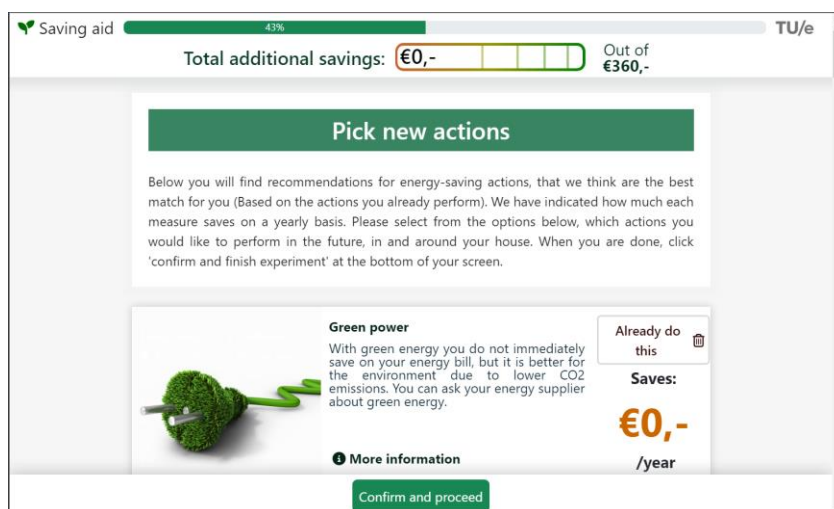 Saving aid 43% TU/e
Total additional savings: €0,- Out of
€360,-
Pick new actions
Below you will find recommendations for energy-saving actions, that we think are the best
match for you (Based on the actions you already perform). We have indicated how much each
measure saves on a yearly basis. Please select from the options below, which actions you
would like to perform in the future, in and around your house. When you are done, click
'confirm and finish experiment' at the bottom of your screen.
Green power
With green energy you do not immediately
save on your energy bill, but it is better for
the environment due to lower CO2
emissions. You can ask your energy supplier
about green energy.
More information
Already do
this
Saves:
€0,-
/year
Confirm and proceed